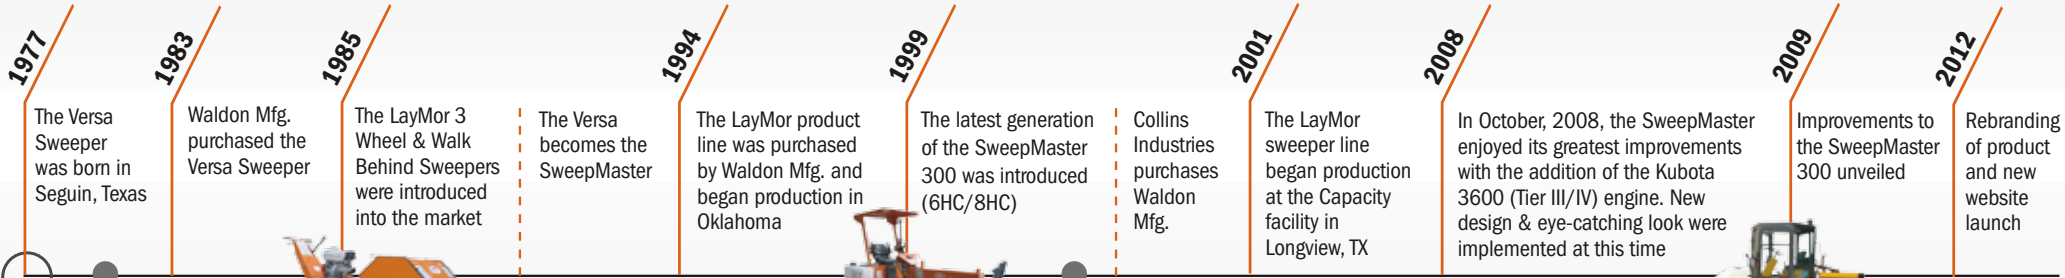 1977
The Versa
Sweeper
was born in
Seguin, Texas
1983
Waldon Mfg.
purchased the
Versa Sweeper
1985
The LayMor 3
Wheel & Walk
Behind Sweepers
were introduced
into the market
The Versa
becomes the
SweepMaster
1994
The LayMor product
line was purchased
by Waldon Mfg. and
began production in
Oklahoma
1999
The latest generation
of the SweepMaster
300 was introduced
(6HC/8HC)
Collins
Industries
purchases
Waldon
Mfg.
2001
The LayMor
sweeper line
began production
at the Capacity
facility in
Longview, TX
2008
In October, 2008, the SweepMaster
enjoyed its greatest improvements
with the addition of the Kubota
3600 (Tier III/IV) engine. New
design & eye-catching look were
implemented at this time
2009
Improvements to
the SweepMaster
300 unveiled
2012
Rebranding
of product
and new
website
launch